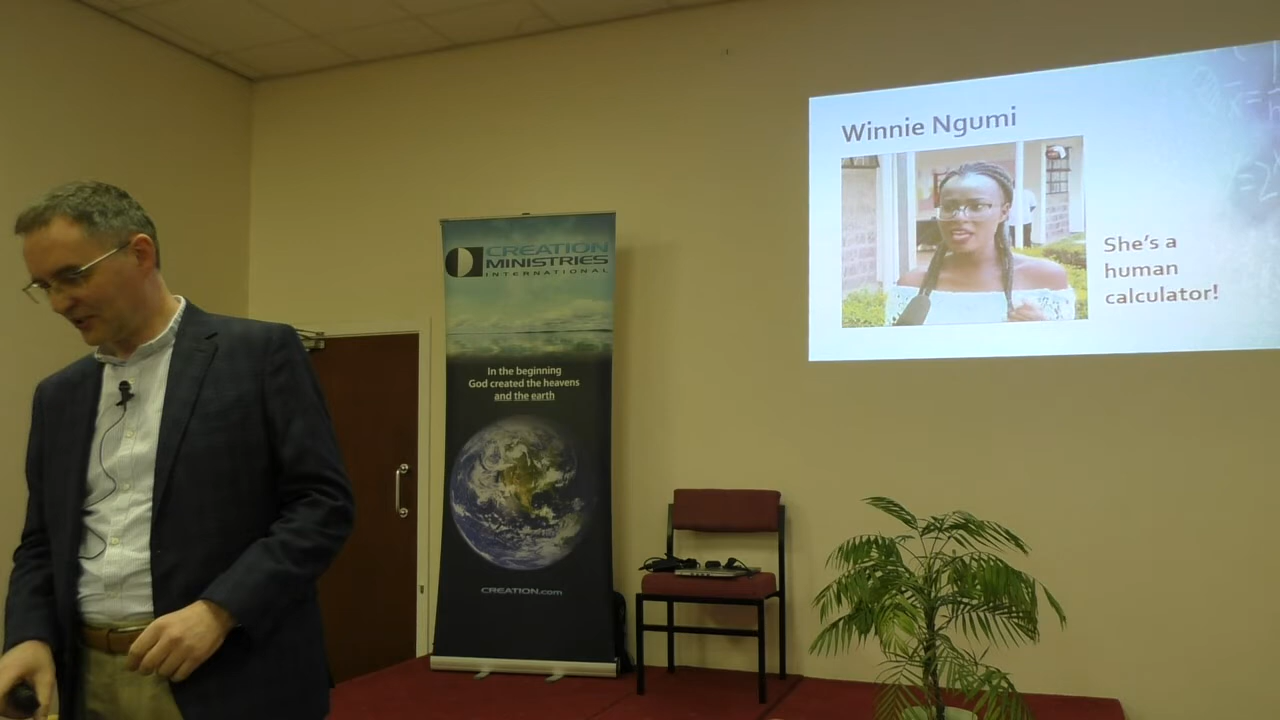 CREATION
MINISTRIES
INTERNATIONAL
In the beginning
God created the heavens
and the earth
CREATION.com
Winnie Ngumi
She's a
human
calculator!